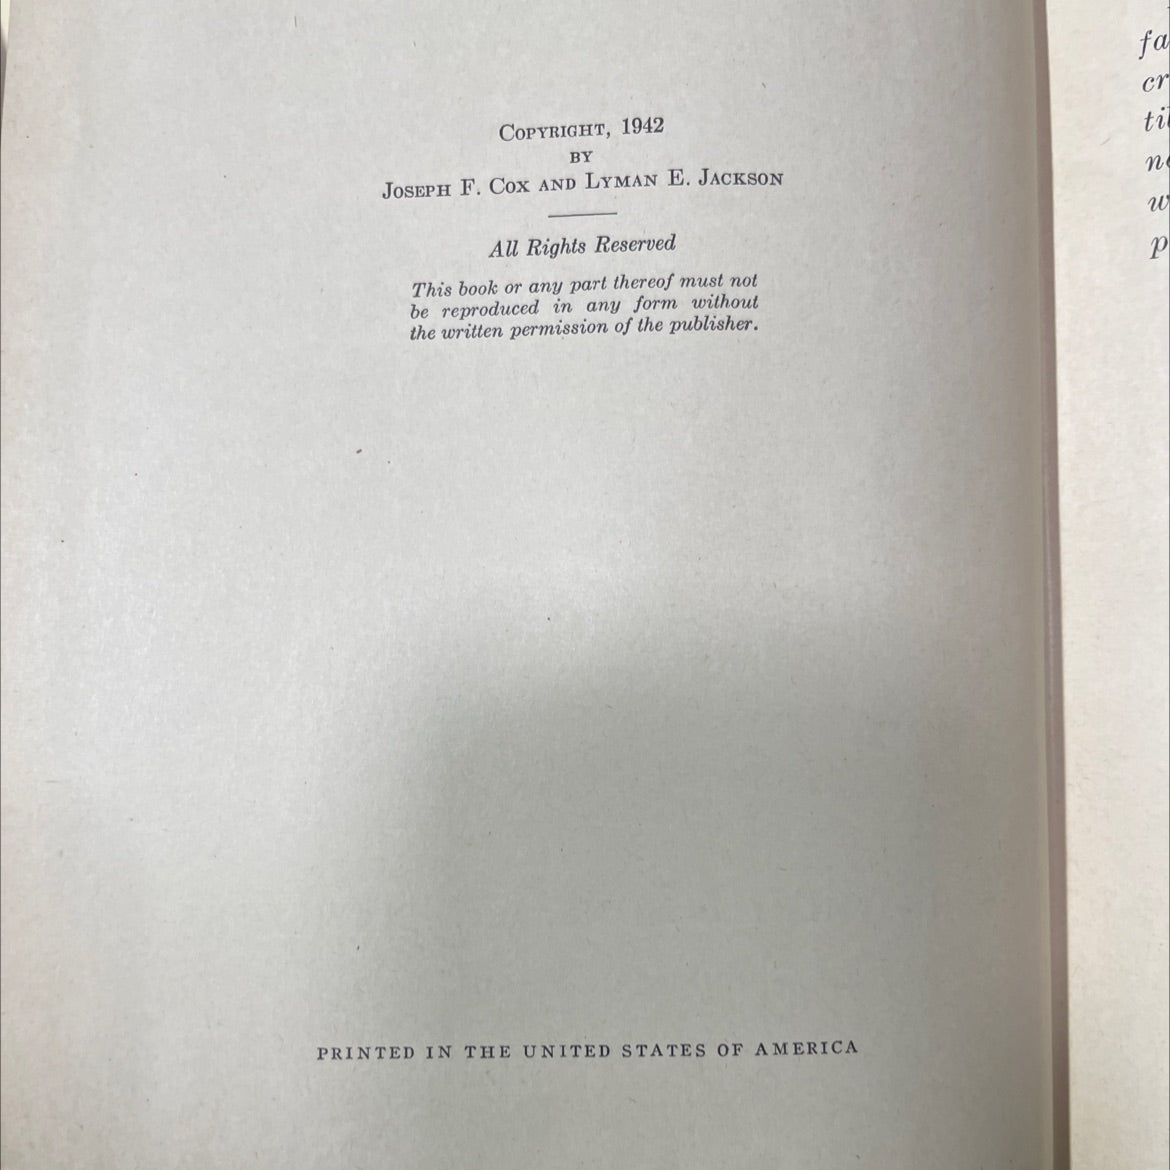 COPYRIGHT, 1942
BY
JOSEPH F. COX AND LYMAN E. JACKSON
All Rights Reserved
This book or any part thereof must not
be reproduced in any form without
the written permission of the publisher.
PRINTED IN THE UNITED STATES OF AMERICA